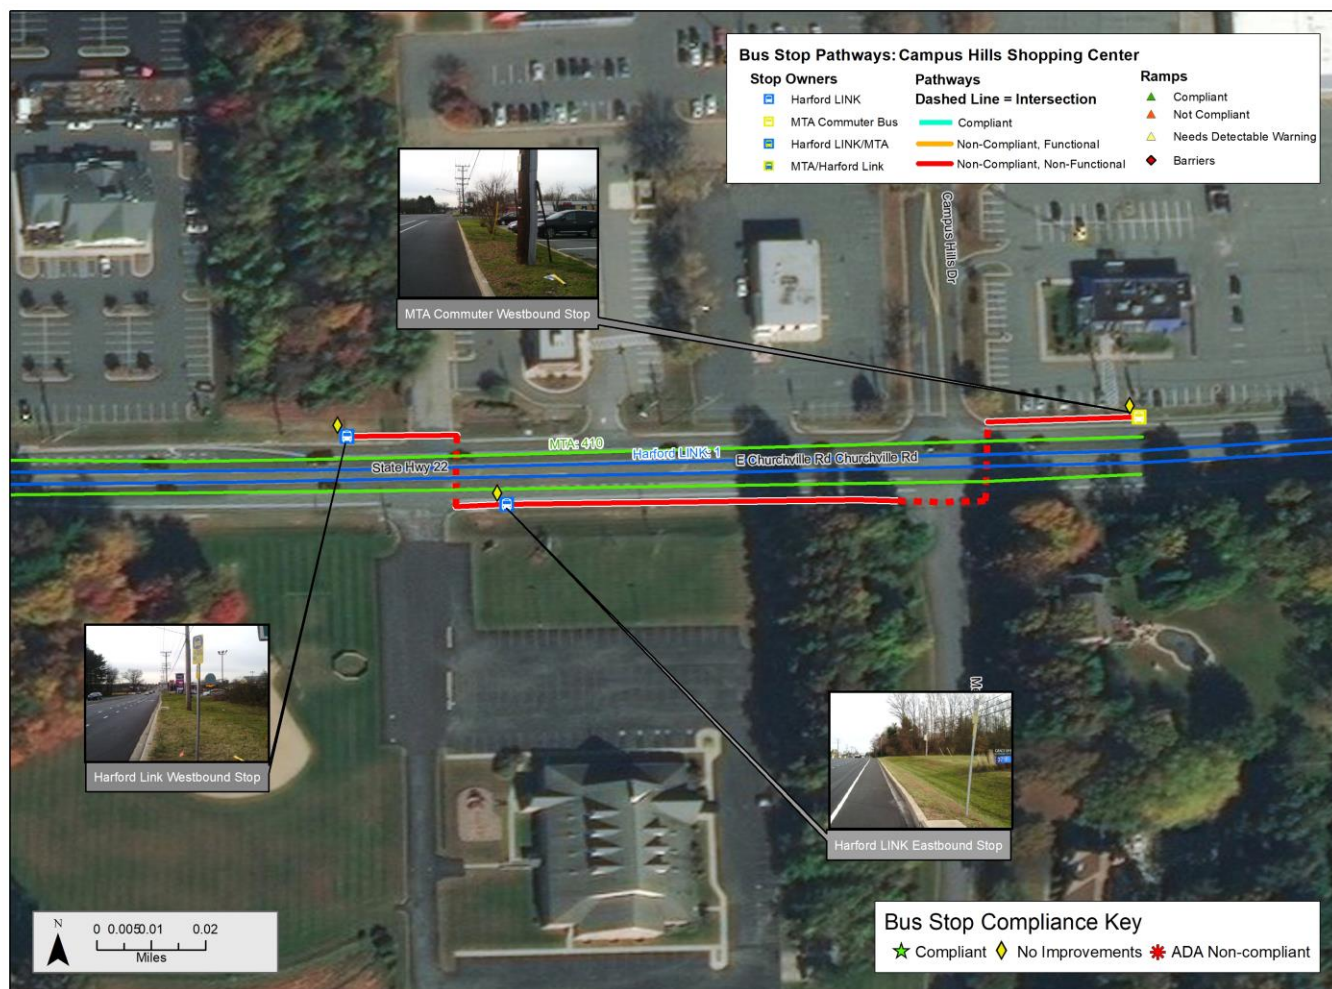 Bus Stop Pathways: Campus Hills Shopping Center
Stop Owners
Harford LINK
MTA Commuter Bus
Harford LINK/MTA
MTA/Harford Link
Pathways
Dashed Line = Intersection
Compliant
Non-Compliant, Functional
Non-Compliant, Non-Functional
Ramps
Compliant
Not Compliant
Needs Detectable Warning
Barriers
Campus Hills Dr
MTA Commuter Westbound Stop
MTA: 410
Harford LINK: 1
State Hwy 22
E Churchville Rd Churchville Rd
Harford Link Westbound Stop
Harford LINK Eastbound Stop
N
0 0.005 0.01 0.02
Miles
Bus Stop Compliance Key
Compliant No Improvements ADA Non-compliant